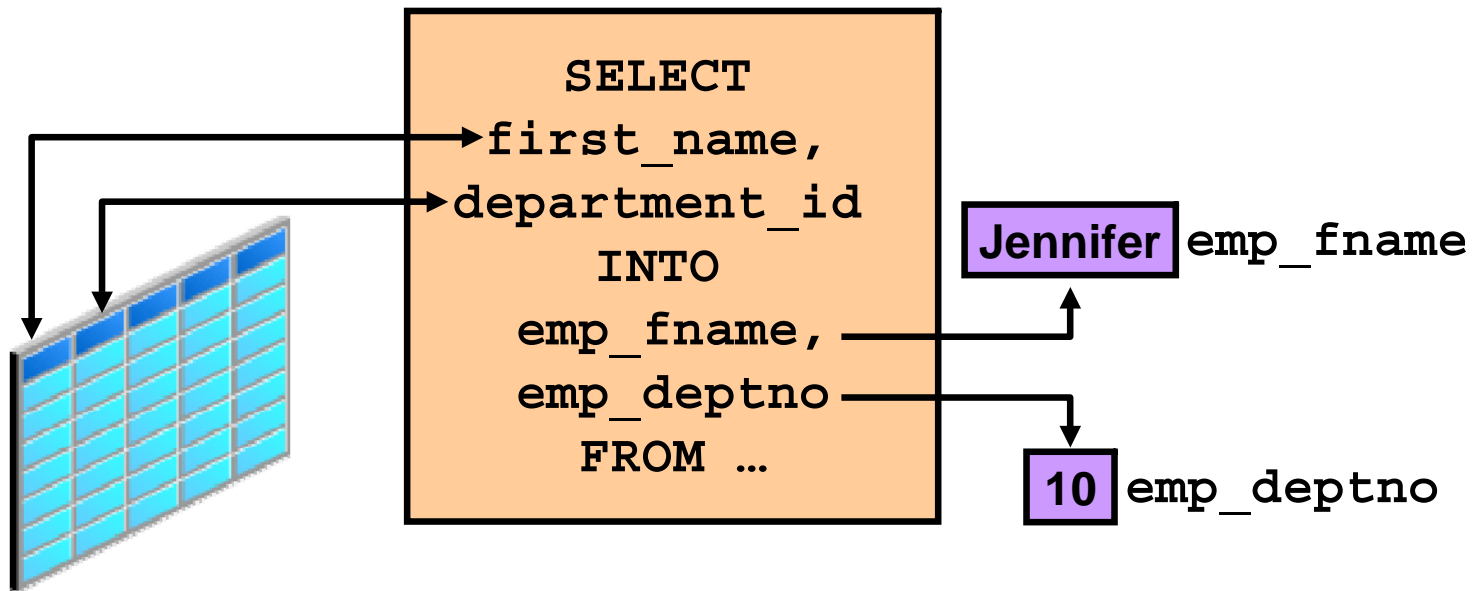 SELECT
first_name,
department_id
INTO
emp_fname,
emp_deptno
FROM …
Jennifer emp_fname
10 emp_deptno